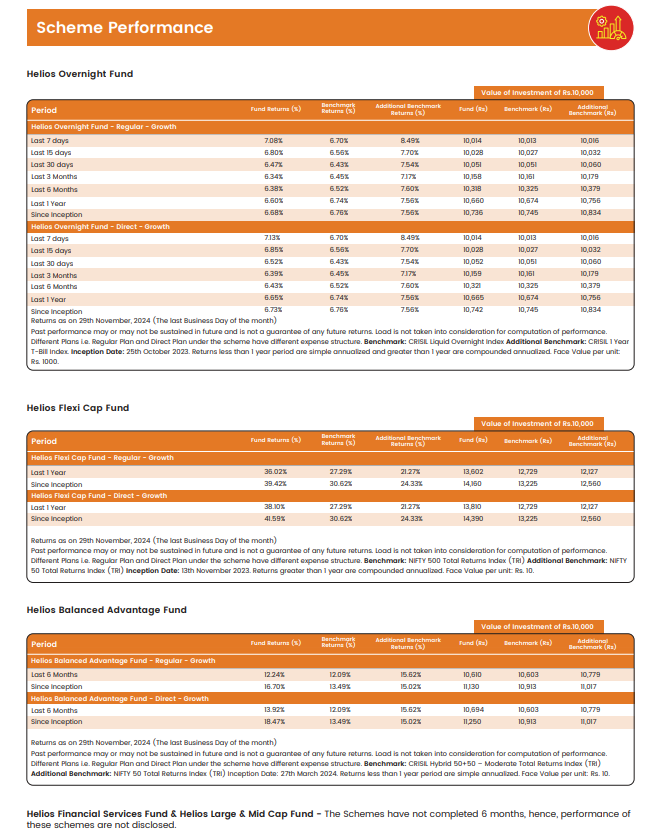 Scheme Performance
Helios Overnight Fund
Value of Investment of Rs.10,000
Period Fund Returns (%) Benchmark Returns (%) Additional Benchmark Returns (%) Fund (Rs) Benchmark (Rs) Additional Benchmark (Rs)
Helios Overnight Fund - Regular - Growth
Last 7 days 7.08% 6.70% 8.49% 10,014 10,013 10,016
Last 15 days 6.80% 6.56% 7.70% 10,028 10,027 10,032
Last 30 days 6.47% 6.43% 7.54% 10,051 10,051 10,060
Last 3 Months 6.34% 6.45% 7.17% 10,158 10,161 10,179
Last 6 Months 6.38% 6.52% 7.60% 10,318 10,325 10,379
Last 1 Year 6.60% 6.74% 7.56% 10,660 10,674 10,756
Since Inception 6.68% 6.76% 7.56% 10,736 10,745 10,834
Helios Overnight Fund - Direct - Growth
Last 7 days 7.13% 6.70% 8.49% 10,014 10,013 10,016
Last 15 days 6.85% 6.56% 7.70% 10,028 10,027 10,032
Last 30 days 6.52% 6.43% 7.54% 10,052 10,051 10,060
Last 3 Months 6.39% 6.45% 7.17% 10,159 10,161 10,179
Last 6 Months 6.43% 6.52% 7.60% 10,321 10,325 10,379
Last 1 Year 6.65% 6.74% 7.56% 10,665 10,674 10,756
Since Inception 6.73% 6.76% 7.56% 10,742 10,745 10,834
Returns as on 29th November, 2024 (The last Business Day of the month)
Past performance may or may not be sustained in future and is not a guarantee of any future returns. Load is not taken into consideration for computation of performance.
Different Plans i.e. Regular Plan and Direct Plan under the scheme have different expense structure. Benchmark: CRISIL Liquid Overnight Index Additional Benchmark: CRISIL 1 Year
T-Bill Index. Inception Date: 25th October 2023. Returns less than 1 year period are simple annualized and greater than 1 year are compounded annualized. Face Value per unit:
Rs. 1000.
Helios Flexi Cap Fund
Value of Investment of Rs.10,000
Period Fund Returns (%) Benchmark Returns (%) Additional Benchmark Returns (%) Fund (Rs) Benchmark (Rs) Additional Benchmark (Rs)
Helios Flexi Cap Fund - Regular - Growth
Last 1 Year 36.02% 27.29% 21.27% 13,602 12,729 12,127
Since Inception 39.42% 30.62% 24.33% 14,160 13,225 12,560
Helios Flexi Cap Fund - Direct - Growth
Last 1 Year 38.10% 27.29% 21.27% 13,810 12,729 12,127
Since Inception 41.59% 30.62% 24.33% 14,390 13,225 12,560
Returns as on 29th November, 2024 (The last Business Day of the month)
Past performance may or may not be sustained in future and is not a guarantee of any future returns. Load is not taken into consideration for computation of performance.
Different Plans i.e. Regular Plan and Direct Plan under the scheme have different expense structure. Benchmark: NIFTY 500 Total Returns Index (TRI) Additional Benchmark: NIFTY
50 Total Returns Index (TRI) Inception Date: 13th November 2023. Returns greater than 1 year are compounded annualized. Face Value per unit: Rs. 10.
Helios Balanced Advantage Fund
Value of Investment of Rs.10,000
Period Fund Returns (%) Benchmark Returns (%) Additional Benchmark Returns (%) Fund (Rs) Benchmark (Rs) Additional Benchmark (Rs)
Helios Balanced Advantage Fund - Regular - Growth
Last 6 Months 12.24% 12.09% 15.62% 10,610 10,603 10,779
Since Inception 16.70% 13.49% 15.02% 11,130 10,913 11,017
Helios Balanced Advantage Fund - Direct - Growth
Last 6 Months 13.92% 12.09% 15.62% 10,694 10,603 10,779
Since Inception 18.47% 13.49% 15.02% 11,250 10,913 11,017
Returns as on 29th November, 2024 (The last Business Day of the month)
Past performance may or may not be sustained in future and is not a guarantee of any future returns. Load is not taken into consideration for computation of performance.
Different Plans i.e. Regular Plan and Direct Plan under the scheme have different expense structure. Benchmark: CRISIL Hybrid 50+50 – Moderate Total Returns Index (TRI)
Additional Benchmark: NIFTY 50 Total Returns Index (TRI) Inception Date: 27th March 2024. Returns less than 1 year period are simple annualized. Face Value per unit: Rs. 10.
Helios Financial Services Fund & Helios Large & Mid Cap Fund - The Schemes have not completed 6 months, hence, performance of
these schemes are not disclosed.